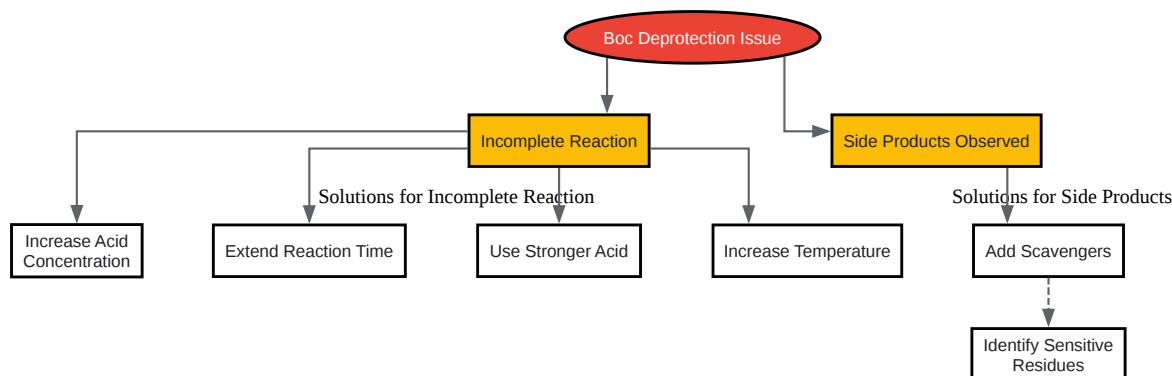 Boc Deprotection Issue
Incomplete Reaction
Side Products Observed
Solutions for Incomplete Reaction
Solutions for Side Products
Increase Acid
Concentration
Extend Reaction Time
Use Stronger Acid
Increase Temperature
Add Scavengers
Identify Sensitive
Residues